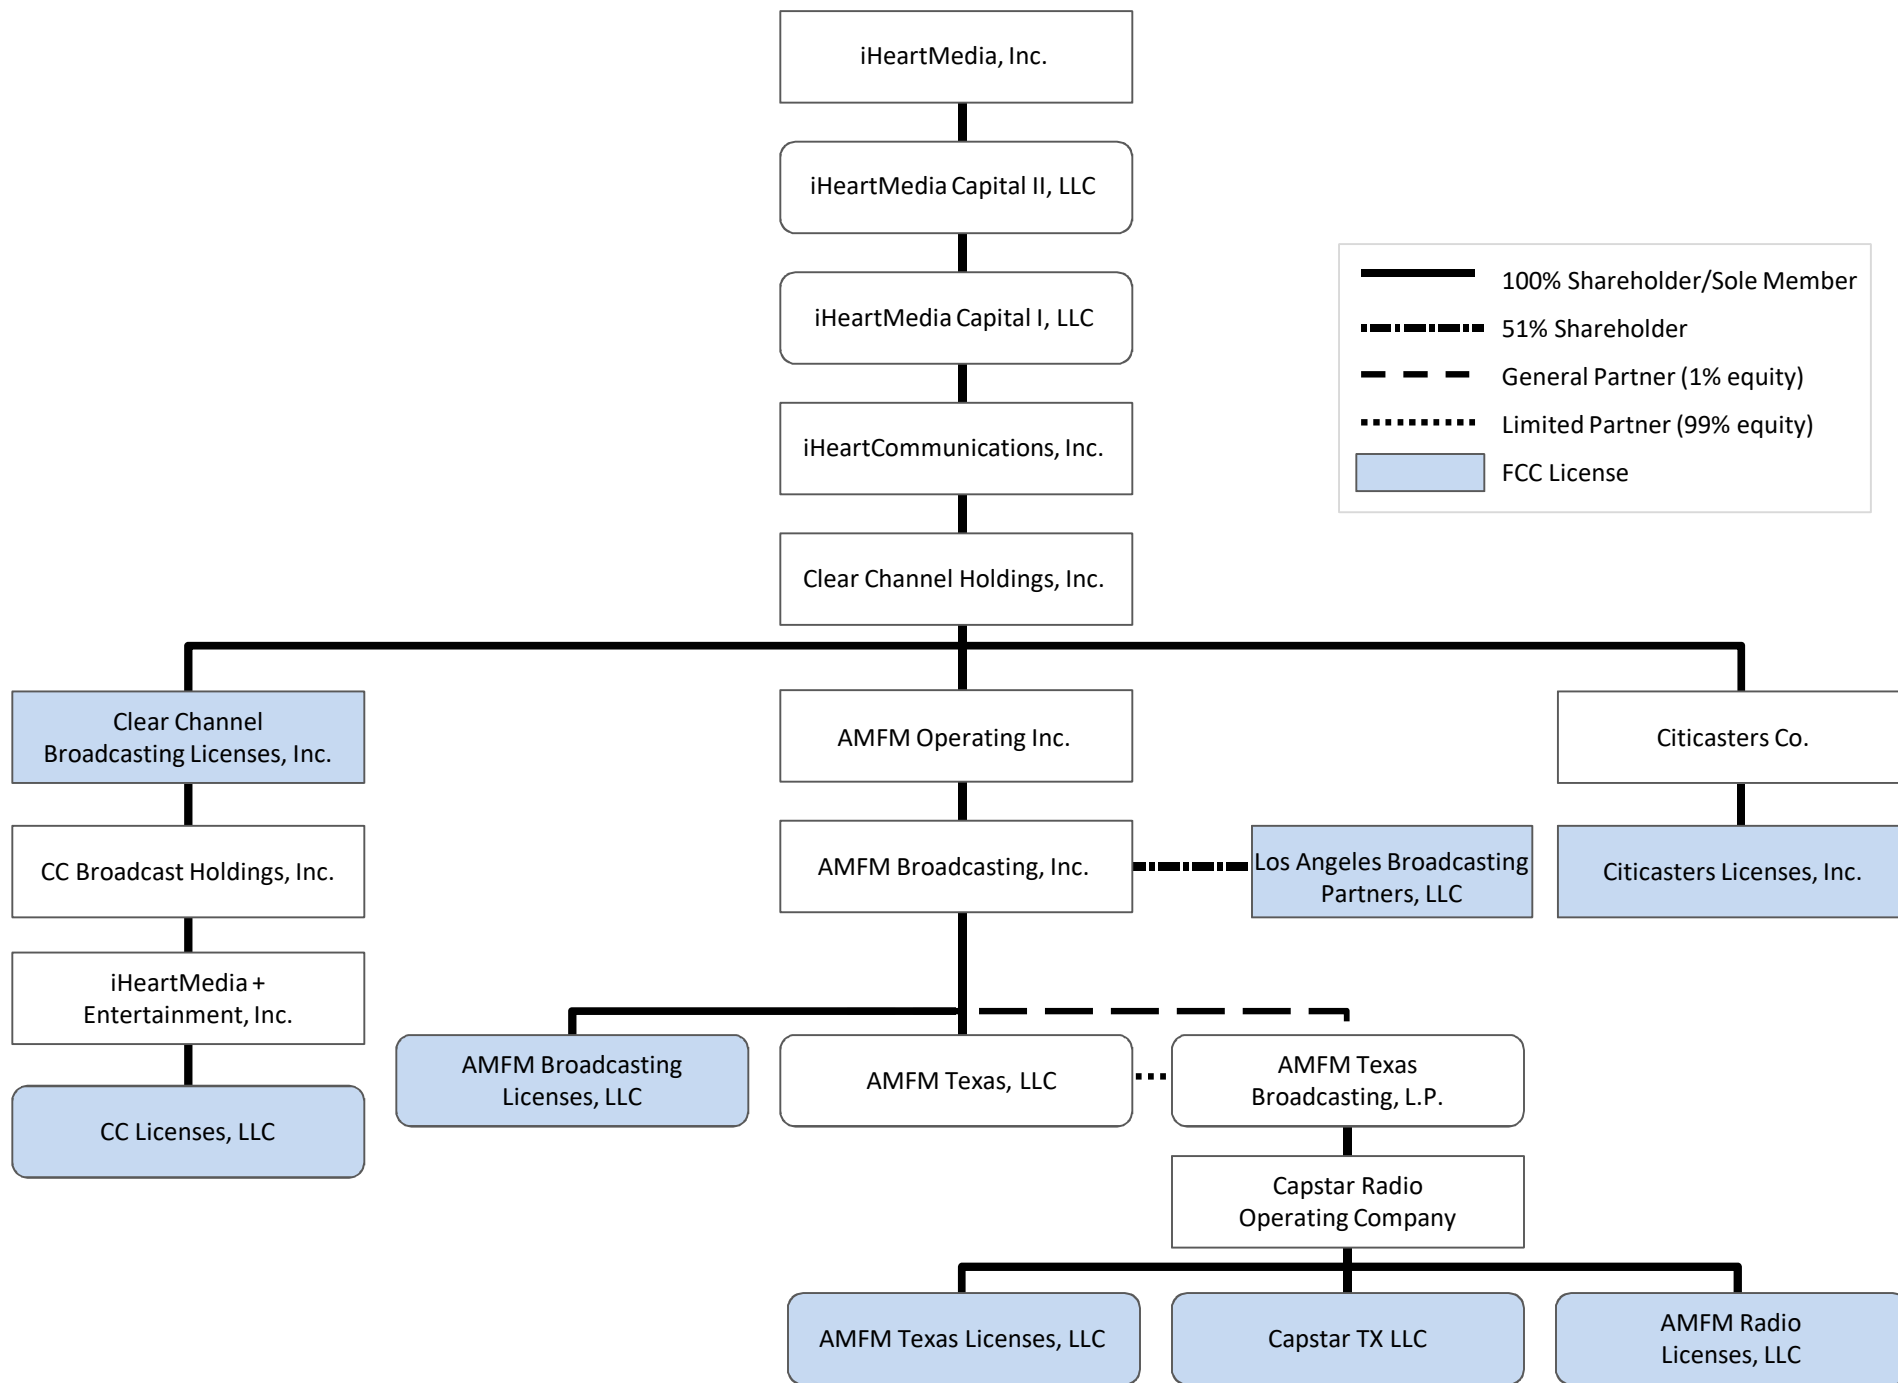 iHeartMedia, Inc.
iHeartMedia Capital II, LLC
iHeartMedia Capital I, LLC
iHeartCommunications, Inc.
Clear Channel Holdings, Inc.
100% Shareholder/Sole Member
51% Shareholder
General Partner (1% equity)
Limited Partner (99% equity)
FCC License
Clear Channel
Broadcasting Licenses, Inc.
AMFM Operating Inc.
Citicasters Co.
CC Broadcast Holdings, Inc.
AMFM Broadcasting, Inc.
Los Angeles Broadcasting
Partners, LLC
Citicasters Licenses, Inc.
iHeartMedia +
Entertainment, Inc.
AMFM Broadcasting
Licenses, LLC
AMFM Texas, LLC
AMFM Texas
Broadcasting, L.P.
CC Licenses, LLC
Capstar Radio
Operating Company
AMFM Texas Licenses, LLC
Capstar TX LLC
AMFM Radio
Licenses, LLC